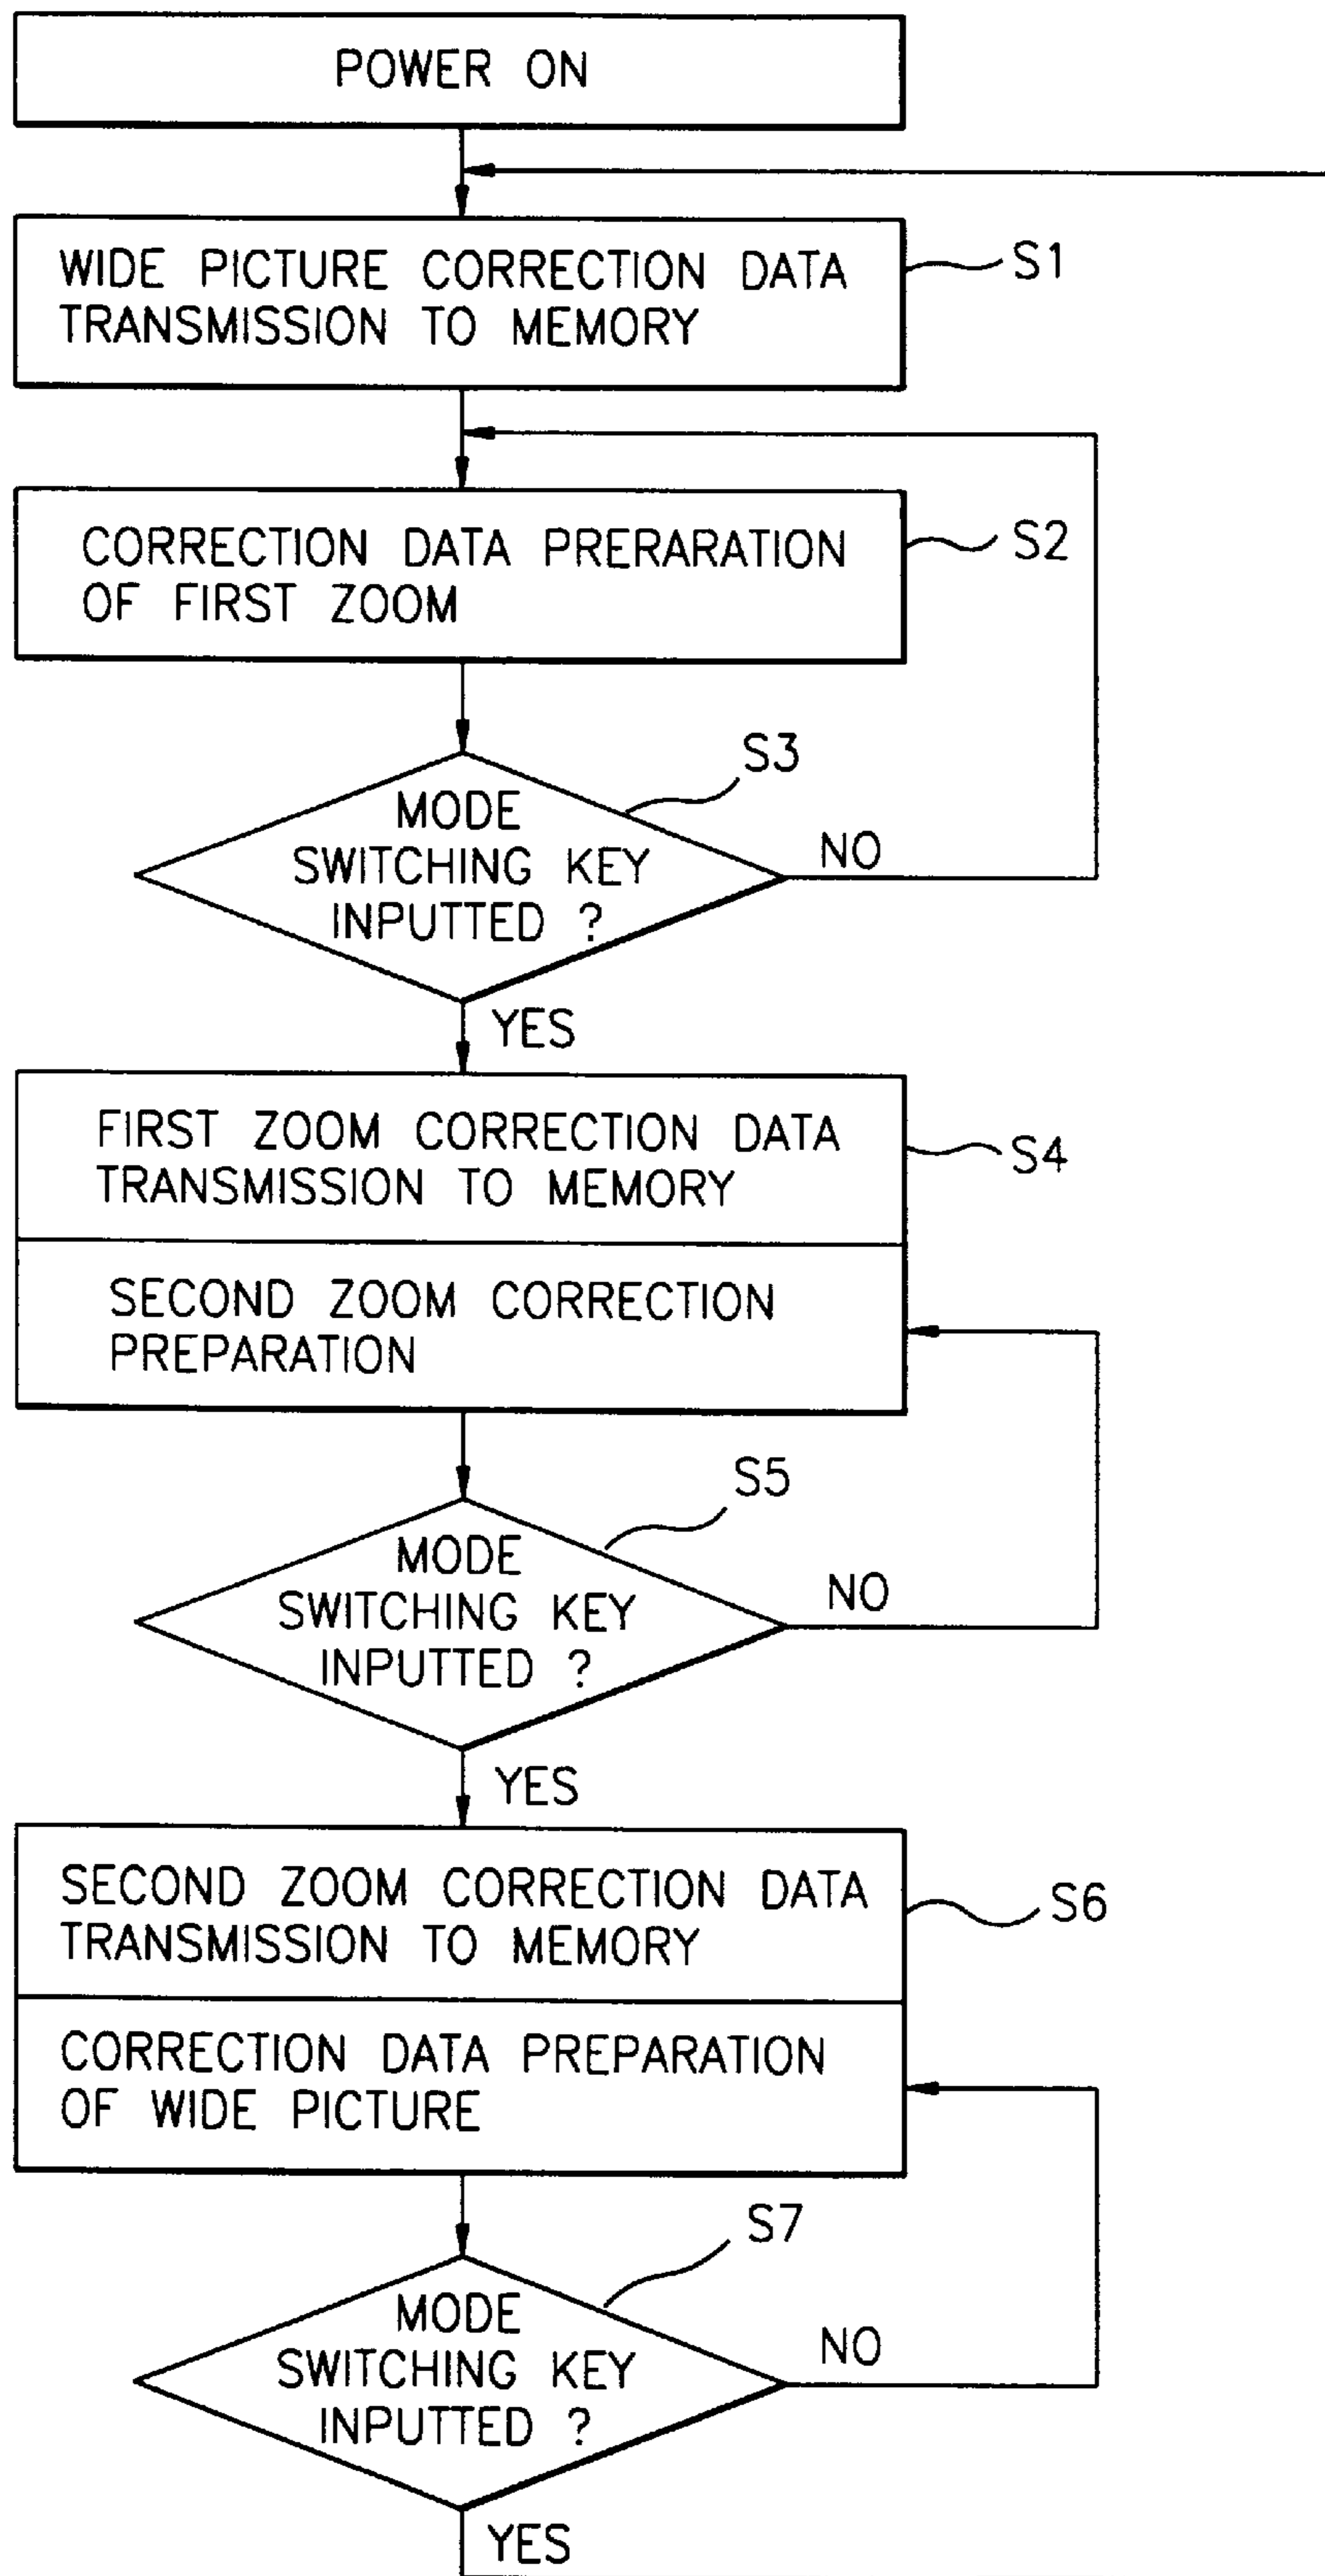 POWER ON
WIDE PICTURE CORRECTION DATA
TRANSMISSION TO MEMORY
S1
CORRECTION DATA PRERARATION
OF FIRST ZOOM
S2
S3
MODE
SWITCHING KEY
INPUTTED ?
NO
YES
FIRST ZOOM CORRECTION DATA
TRANSMISSION TO MEMORY
S4
SECOND ZOOM CORRECTION
PREPARATION
S5
MODE
SWITCHING KEY
INPUTTED ?
NO
YES
SECOND ZOOM CORRECTION DATA
TRANSMISSION TO MEMORY
S6
CORRECTION DATA PREPARATION
OF WIDE PICTURE
S7
MODE
SWITCHING KEY
INPUTTED ?
NO
YES